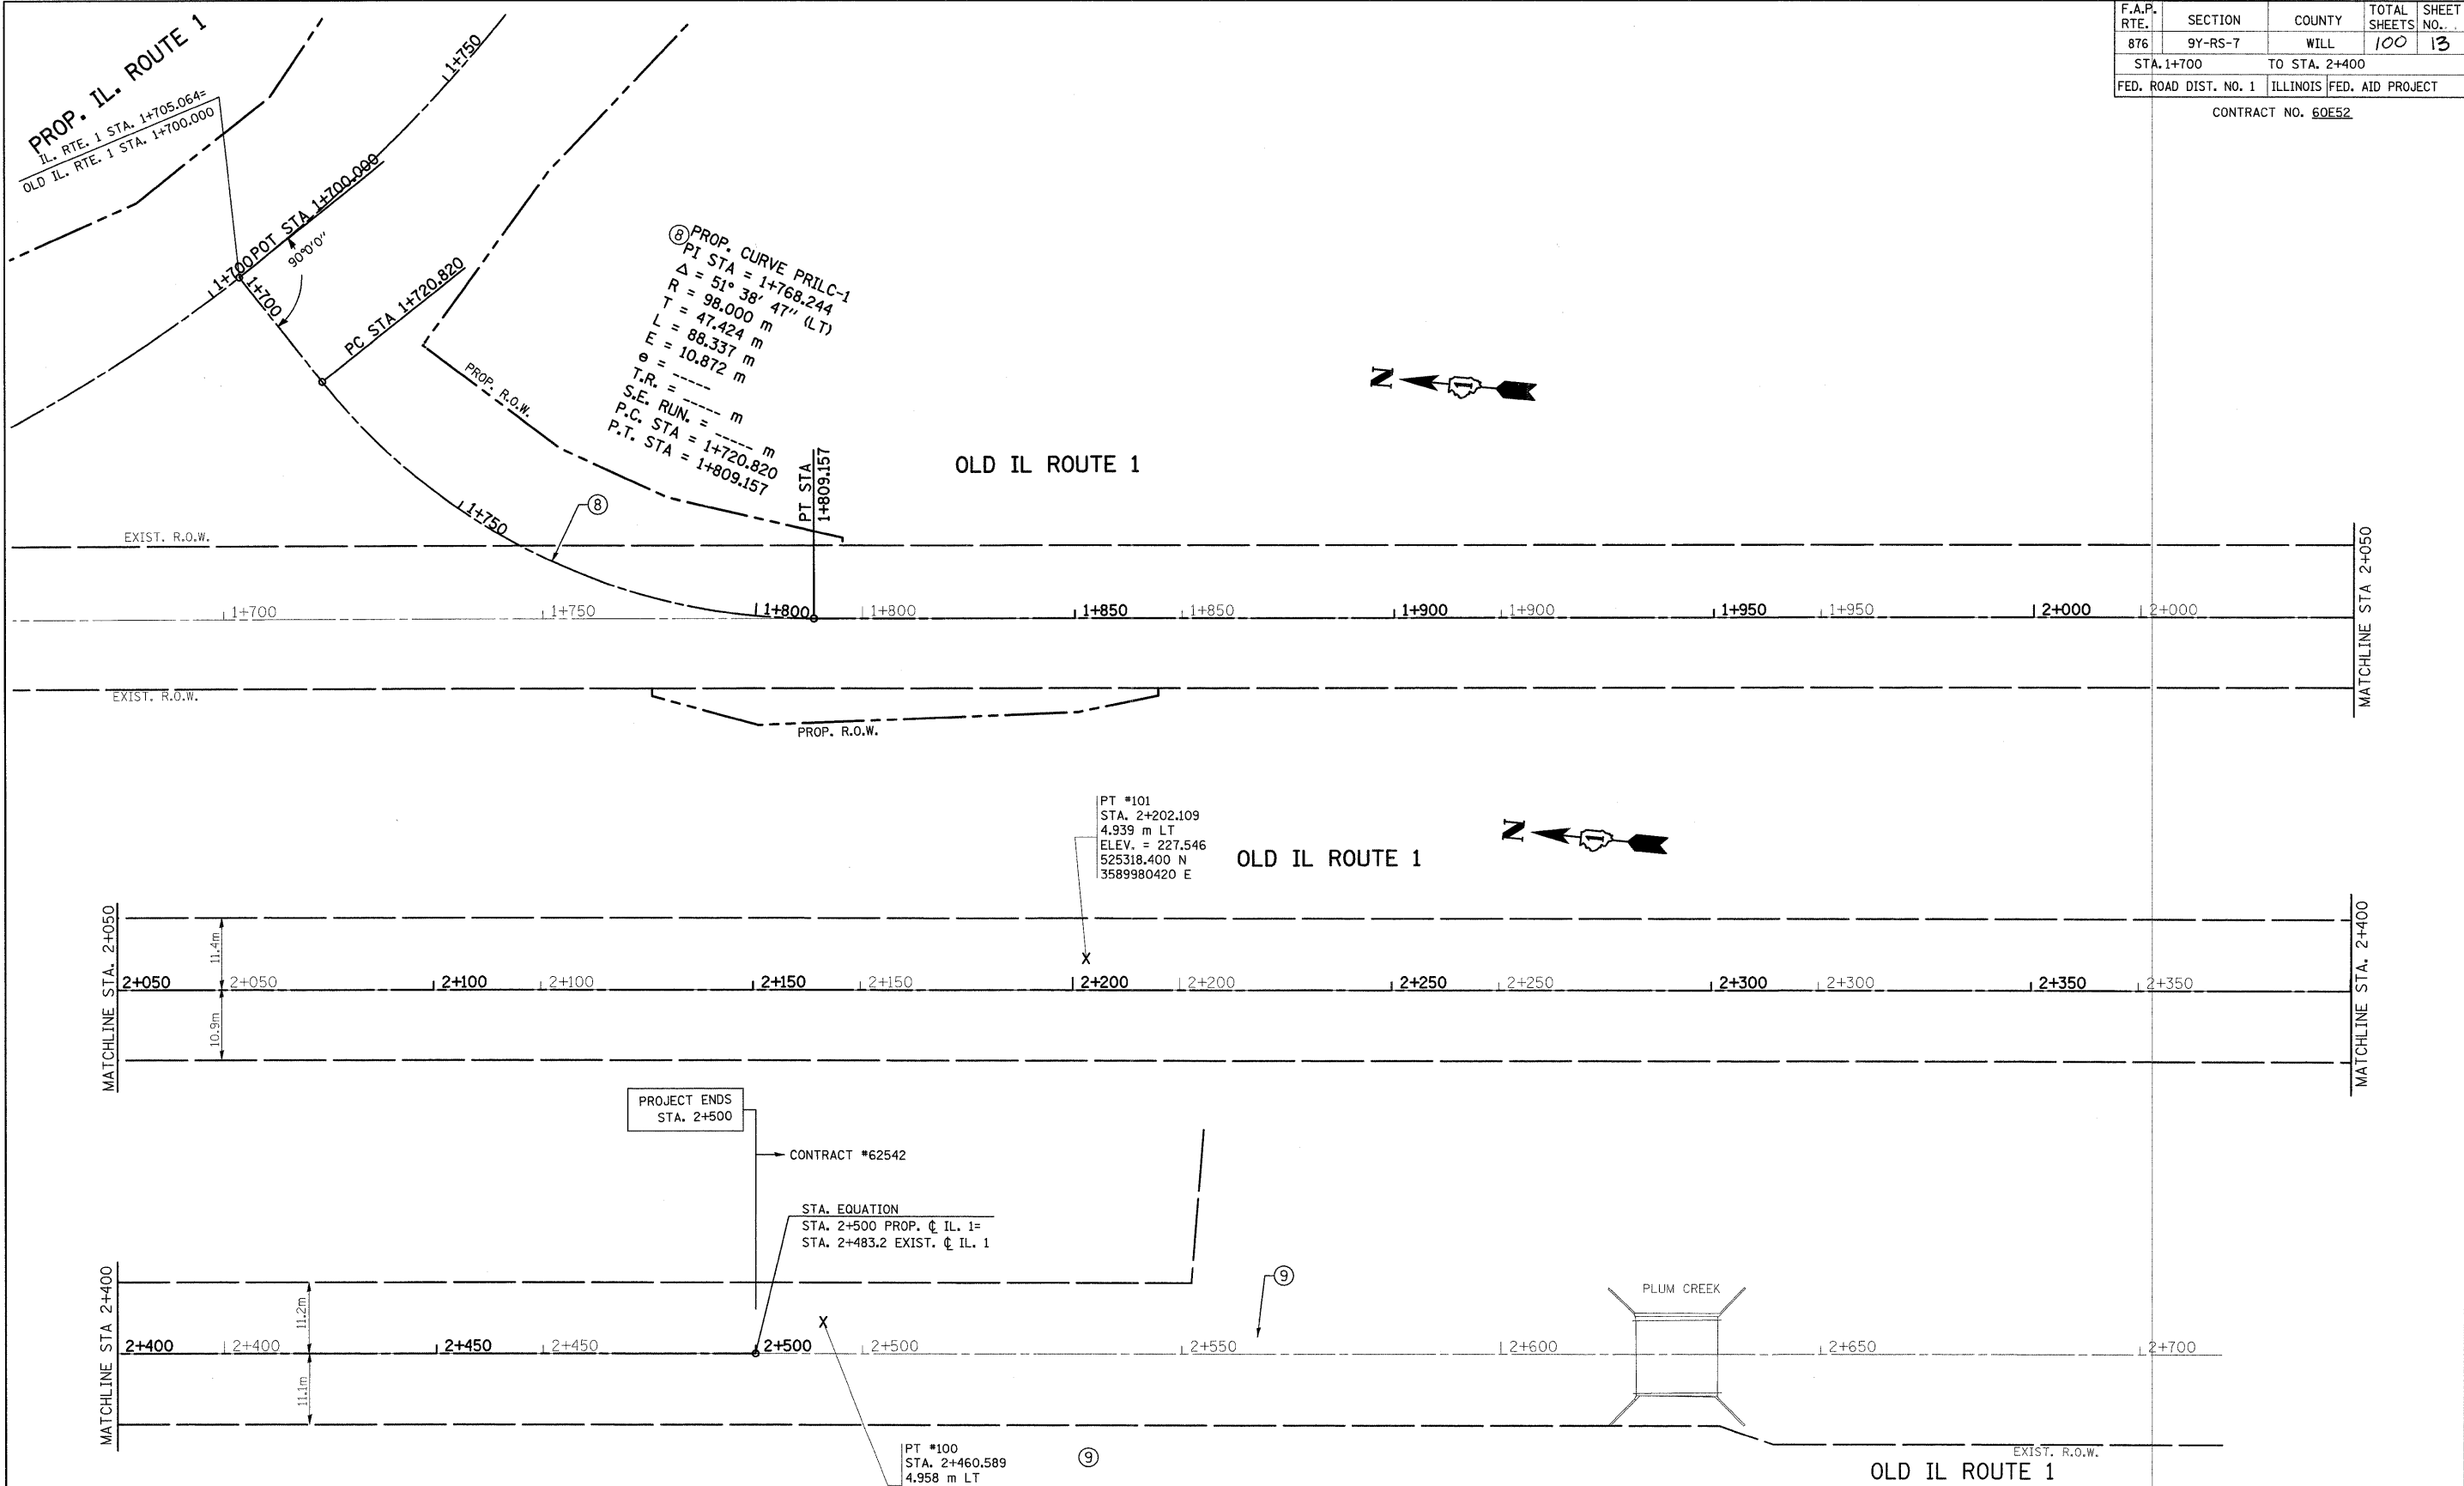 F.A.P. RTE. SECTION COUNTY TOTAL SHEETS SHEET NO.
876 9Y-RS-7 WILL 100 13
STA. 1+700 TO STA. 2+400
FED. ROAD DIST. NO. 1 ILLINOIS FED. AID PROJECT
CONTRACT NO. 60E52
PROP. IL. ROUTE 1
IL. RTE. 1 STA. 1+705.064=
OLD IL. RTE. 1 STA. 1+700.000
1+750
1+700
POT STA 1+700.000
90°0'0"
1+700
PC STA 1+720.820
PROP. R.O.W.
8
PROP. CURVE PRILC-1
PI STA = 1+768.244
Δ = 51° 38' 47" (LT)
R = 98.000 m
T = 47.424 m
L = 88.337 m
E = 10.872 m
e = -----
T.R. = ----- m
S.E. RUN. = ----- m
P.C. STA = 1+720.820
P.T. STA = 1+809.157
N
1
OLD IL ROUTE 1
PT STA
1+809.157
8
1+750
EXIST. R.O.W.
1+700 1+750 1+800 1+800 1+850 1+850 1+900 1+900 1+950 1+950 2+000 2+000
MATCHLINE STA 2+050
EXIST. R.O.W.
PROP. R.O.W.
PT #101
STA. 2+202.109
4.939 m LT
ELEV. = 227.546
525318.400 N
3589980420 E
OLD IL ROUTE 1
N
1
X
MATCHLINE STA. 2+050
11.4m
2+050 2+050 2+100 2+100 2+150 2+150 2+200 2+200 2+250 2+250 2+300 2+300 2+350 2+350
10.9m
MATCHLINE STA. 2+400
PROJECT ENDS
STA. 2+500
CONTRACT #62542
STA. EQUATION
STA. 2+500 PROP. ℄ IL. 1=
STA. 2+483.2 EXIST. ℄ IL. 1
9
PLUM CREEK
MATCHLINE STA 2+400
11.2m
X
2+400 2+400 2+450 2+450 2+500 2+500 2+550 2+600 2+650 2+700
11.1m
PT #100
STA. 2+460.589
4.958 m LT
9
EXIST. R.O.W.
OLD IL ROUTE 1